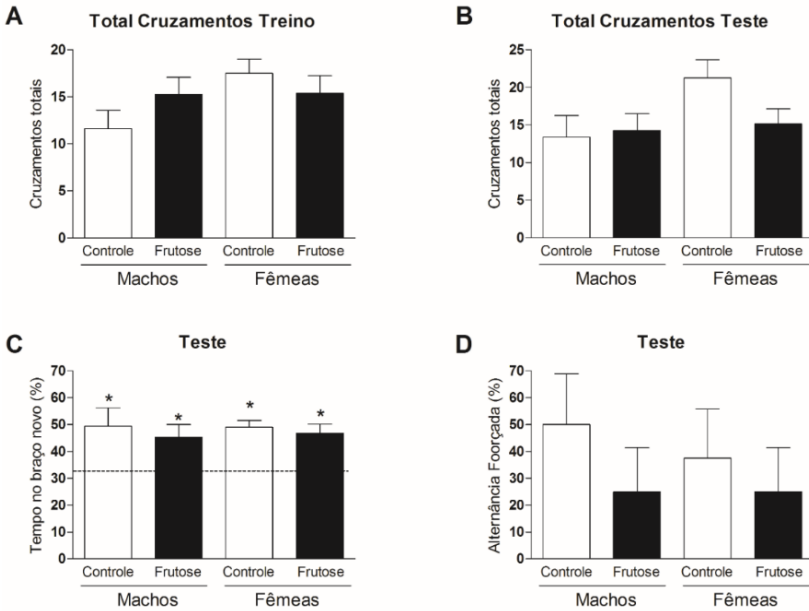 A
Total Cruzamentos Treino
Cruzamentos totais
20
15
10
5
0
Controle Frutose Controle Frutose
Machos Fêmeas
B
Total Cruzamentos Teste
Cruzamentos totais
25
20
15
10
5
0
Controle Frutose Controle Frutose
Machos Fêmeas
C
Teste
Tempo no braço novo (%)
70
60
50
40
30
20
10
0
* * * *
Controle Frutose Controle Frutose
Machos Fêmeas
D
Teste
Alternância Foorçada (%)
70
60
50
40
30
20
10
0
Controle Frutose Controle Frutose
Machos Fêmeas